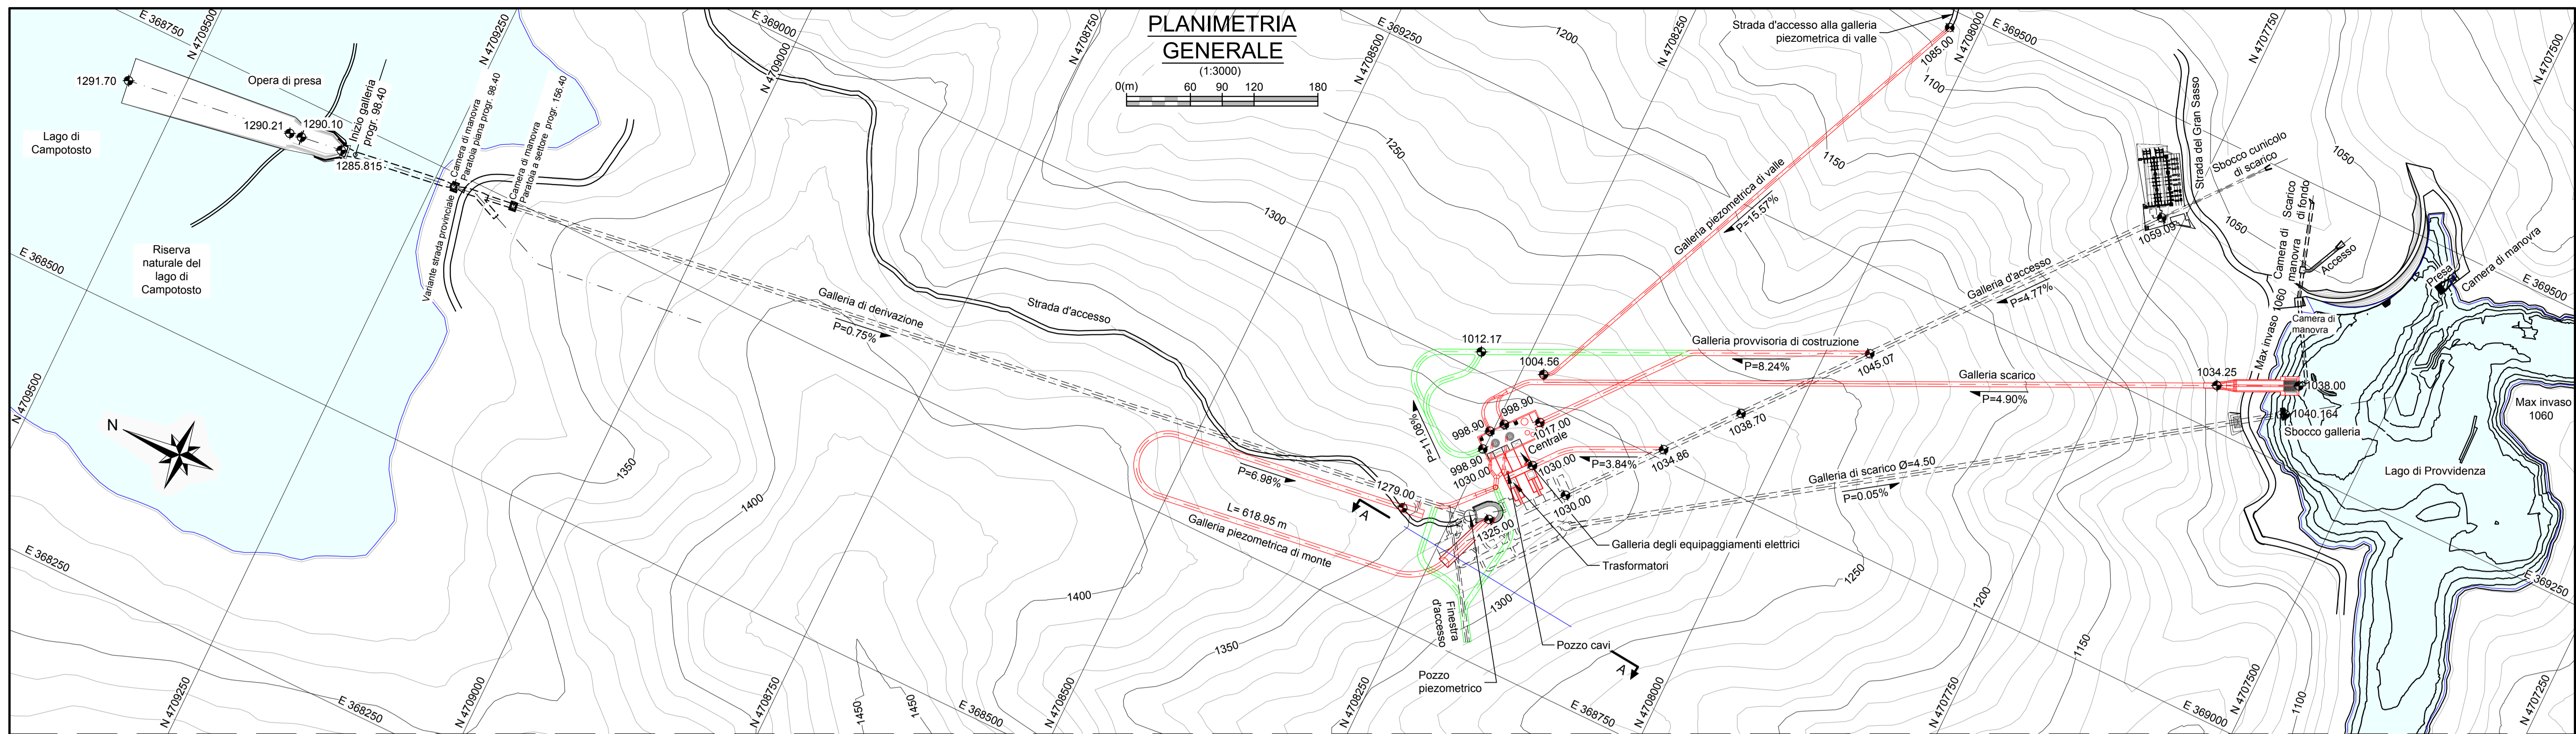 PLANIMETRIA
GENERALE
(1:3000)
0(m) 60 90 120 180
E 368750
N 4709500
N 4709250
E 369000
N 4709000
N 4708750
N 4708500
E 369250
1200
N 4708250
Strada d'accesso alla galleria
piezometrica di valle
1085.00
N 4708000
E 369500
N 4707750
N 4707500
1291.70
Opera di presa
Inizio galleria
progr. 98.40
Camera di manovra
Paratoia piana progr. 98.40
Camera di manovra
Paratoia a settore progr. 156.40
1290.21
1290.10
1285.815
Lago di
Campotosto
Riserva
naturale del
lago di
Campotosto
Variante strada provinciale
E 368500
N 4709500
1100
1150
1250
1300
Galleria piezometrica di valle
P=15.57%
Strada del Gran Sasso
Sbocco cunicolo
di scarico
1050
1059.09
1050
Camera di
manovra
Scarico
di fondo
Accesso
Presa
Camera di manovra
E 369500
Max invaso 1060
Camera di
manovra
Galleria di derivazione
P=0.75%
Strada d'accesso
Galleria d'accesso
P=4.77%
1012.17
1004.56
Galleria provvisoria di costruzione
P=8.24%
1045.07
Galleria scarico
P=4.90%
1034.25
1038.00
1040.164
Sbocco galleria
Max invaso
1060
Lago di Provvidenza
N
P=11.08%
998.90
998.90
998.90
1017.00
Centrale
1030.00
1030.00
1030.00
P=3.84%
1034.86
1038.70
Galleria di scarico Ø=4.50
P=0.05%
P=6.98%
1279.00
A
L= 618.95 m
Galleria piezometrica di monte
1325.00
Galleria degli equipaggiamenti elettrici
Trasformatori
1350
1400
1400
1250
1200
1150
1100
1300
1350
Finestra
d'accesso
Pozzo cavi
A
Pozzo
piezometrico
E 368250
E 369250
N 4709250
E 368250
N 4709000
N 4708750
1450
1450
E 368500
N 4708500
N 4708250
E 368750
N 4708000
N 4707750
E 369000
N 4707500
N 4707250